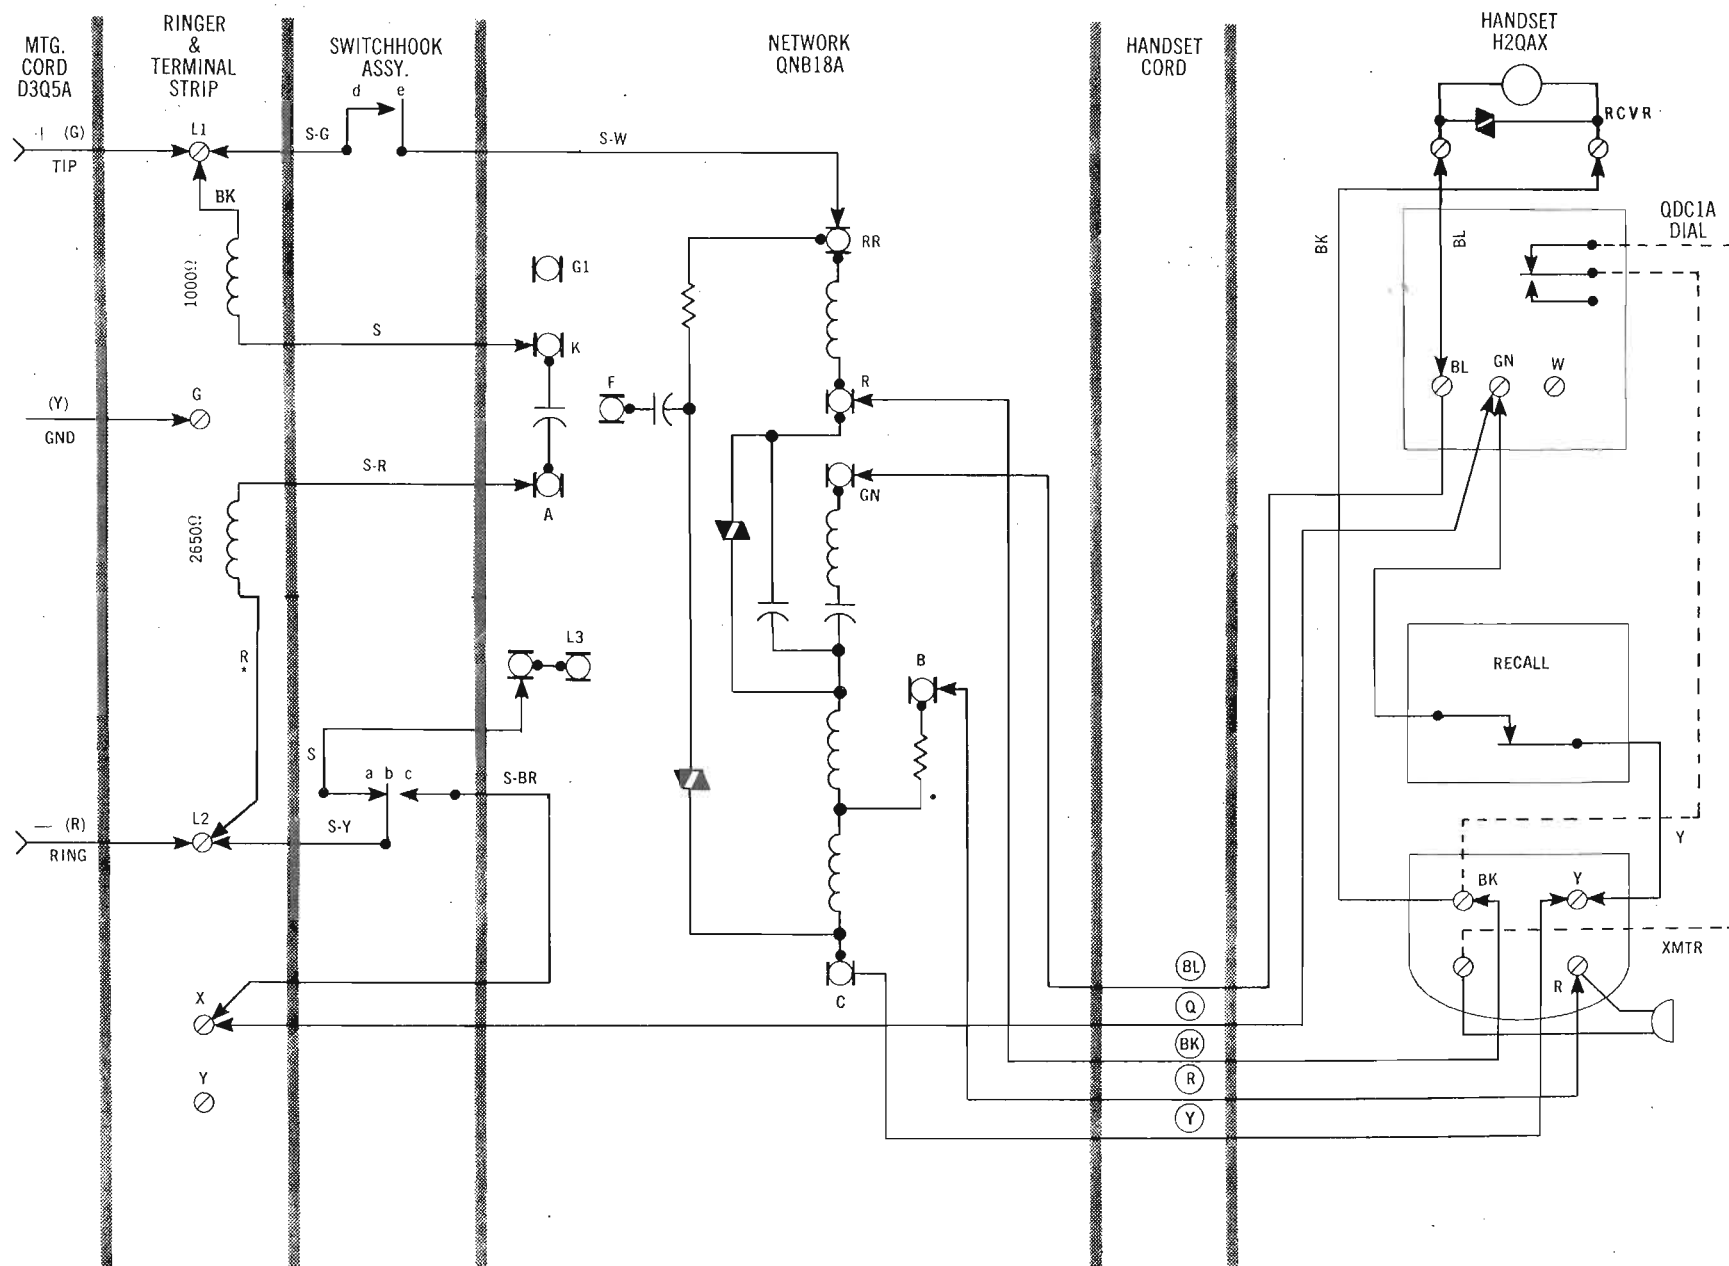 MTG.
CORD
D3Q5A
RINGER
&
TERMINAL
STRIP
SWITCHHOOK
ASSY.
NETWORK
QNB18A
HANDSET
CORD
HANDSET
H2QAX
d
e
(G)
TIP
L1
S-G
S-W
RCVR
BK
1000Ω
S
G1
K
RR
BK
BL
QDC1A
DIAL
(Y)
GND
G
F
R
BL
GN
W
S-R
A
GN
2650Ω
R
*
L3
B
RECALL
S
a b c
S-BR
— (R)
RING
L2
S-Y
Y
BK
Y
XMTR
X
C
BL
R
Q
BK
R
Y
Y